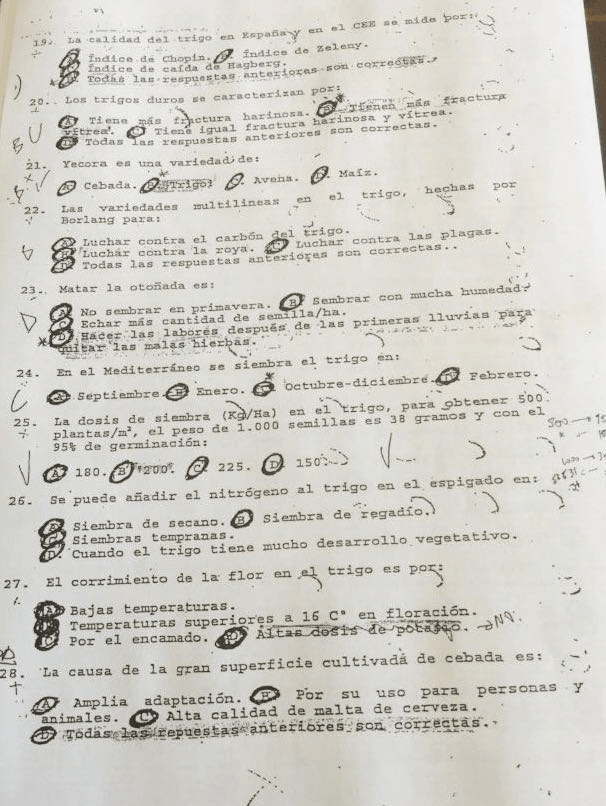 19. La calidad del trigo en España y en el CEE se mide por:
A Índice de Chopin. B Índice de Zeleny.
C Índice de caída de Hagberg.
D Todas las respuestas anteriores son correctas.
20. Los trigos duros se caracterizan por:
A Tiene más fractura harinosa. B Tienen más fractura
vítrea. C Tiene igual fractura harinosa y vítrea.
D Todas las respuestas anteriores son correctas.
21. Yecora es una variedad de:
A Cebada. B Trigo. C. Avena. D. Maíz.
22. Las variedades multilineas en el trigo, hechas por
Borlang para:
A Luchar contra el carbón del trigo.
B Luchar contra la roya. C Luchar contra las plagas.
D Todas las respuestas anteriores son correctas..
23. Matar la otoñada es:
A No sembrar en primavera. B Sembrar con mucha humedad.
C Echar más cantidad de semilla/ha.
D Hacer las labores después de las primeras lluvias para
quitar las malas hierbas.
24. En el Mediterráneo se siembra el trigo en:
A Septiembre. B Enero. C Octubre-diciembre. D Febrero.
25. La dosis de siembra (Kg/Ha) en el trigo, para obtener 500
plantas/m², el peso de 1.000 semillas es 38 gramos y con el
95% de germinación:
A 180. B 200. C 225. D 150.
26. Se puede añadir el nitrógeno al trigo en el espigado en:
A Siembra de secano. B Siembra de regadío.
C Siembras tempranas.
D. Cuando el trigo tiene mucho desarrollo vegetativo.
27. El corrimiento de la flor en el trigo es por:
A Bajas temperaturas.
B Temperaturas superiores a 16 C° en floración.
C Por el encamado. D Altas dosis de potasio.
28. La causa de la gran superficie cultivada de cebada es:
A Amplia adaptación. B Por su uso para personas y
animales. C Alta calidad de malta de cerveza.
D Todas las repuestas anteriores son correctas.